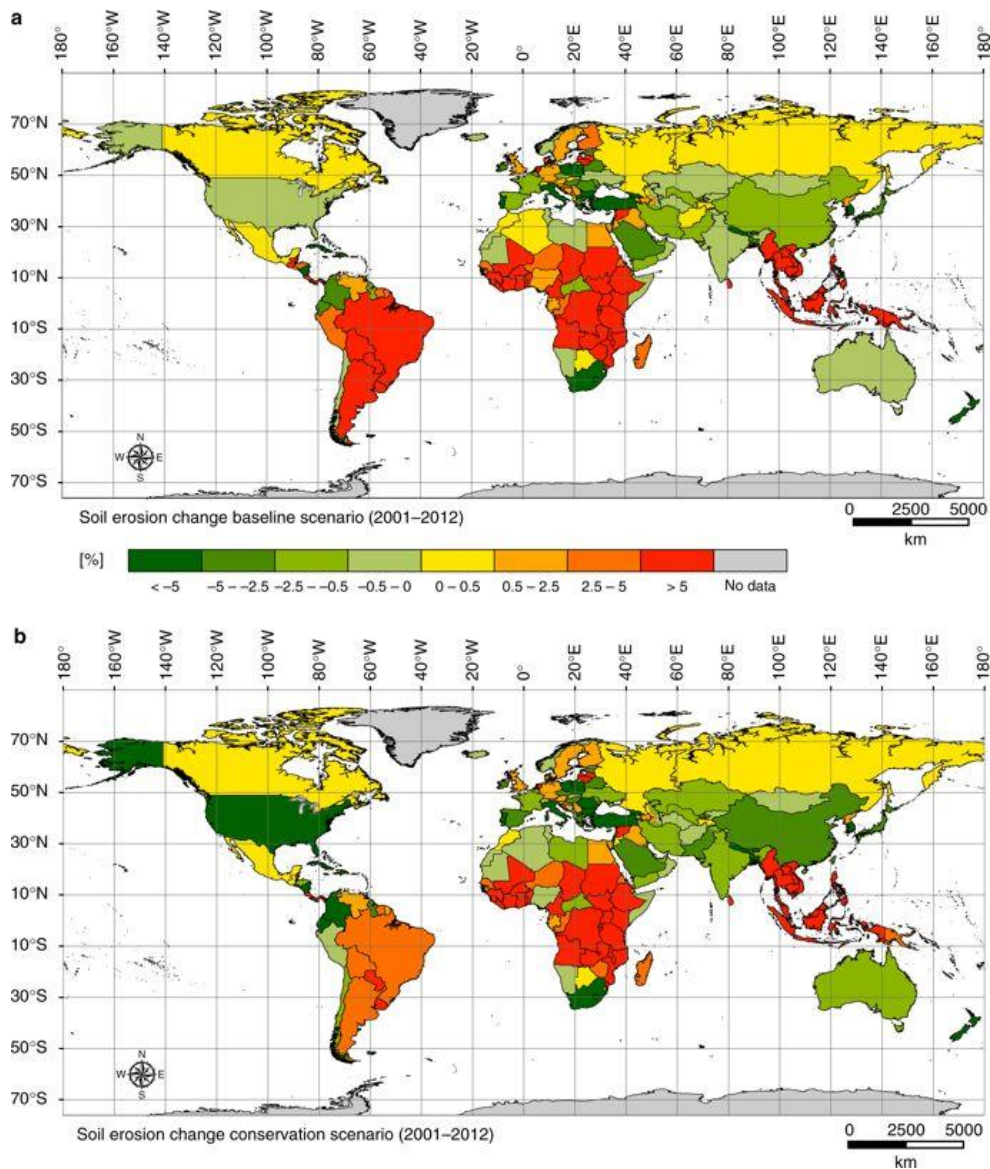 a
180° 160°W 140°W 120°W 100°W 80°W 60°W 40°W 20°W 0° 20°E 40°E 60°E 80°E 100°E 120°E 140°E 160°E 180°
70°N
50°N
30°N
10°N
10°S
30°S
50°S
70°S
N
W E
S
Soil erosion change baseline scenario (2001–2012)
0 2500 5000
km
[%]
< –5 –5 – –2.5 –2.5 – –0.5 –0.5 – 0 0 – 0.5 0.5 – 2.5 2.5 – 5 > 5 No data
b
180° 160°W 140°W 120°W 100°W 80°W 60°W 40°W 20°W 0° 20°E 40°E 60°E 80°E 100°E 120°E 140°E 160°E 180°
70°N
50°N
30°N
10°N
10°S
30°S
50°S
70°S
N
W E
S
Soil erosion change conservation scenario (2001–2012)
0 2500 5000
km